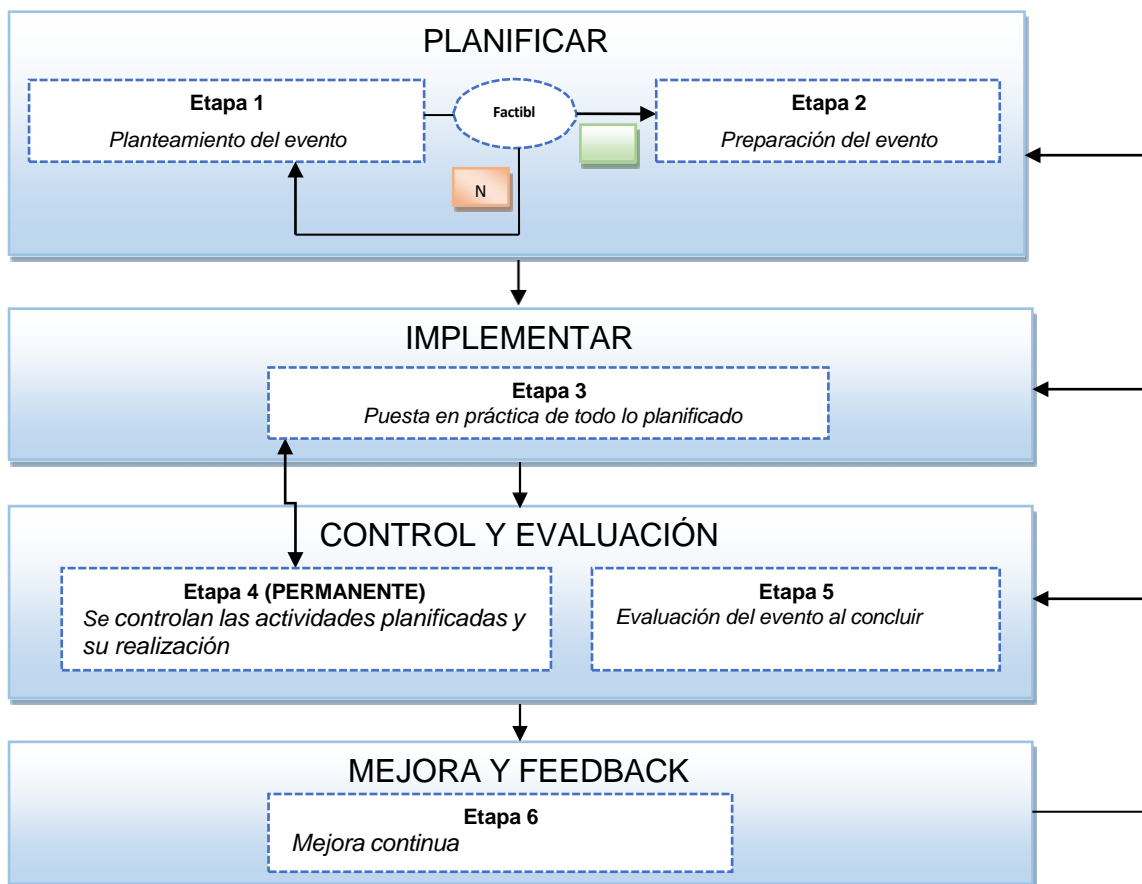 PLANIFICAR
Etapa 1
Planteamiento del evento
Factibl
Etapa 2
Preparación del evento
N
IMPLEMENTAR
Etapa 3
Puesta en práctica de todo lo planificado
CONTROL Y EVALUACIÓN
Etapa 4 (PERMANENTE)
Se controlan las actividades planificadas y
su realización
Etapa 5
Evaluación del evento al concluir
MEJORA Y FEEDBACK
Etapa 6
Mejora continua